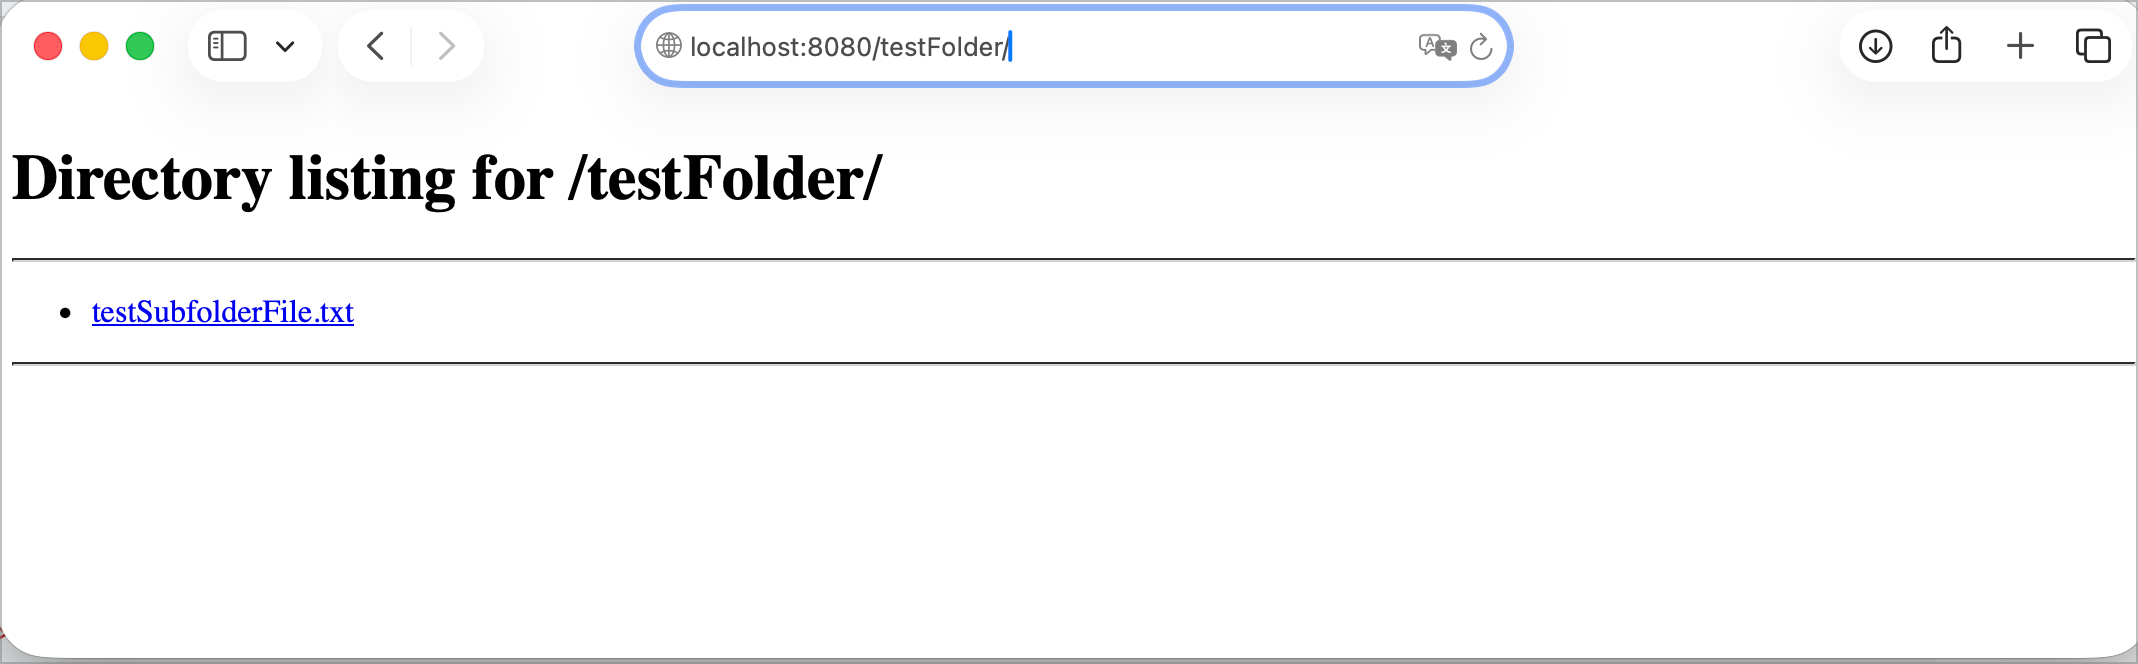 localhost:8080/testFolder/
Directory listing for /testFolder/
testSubfolderFile.txt